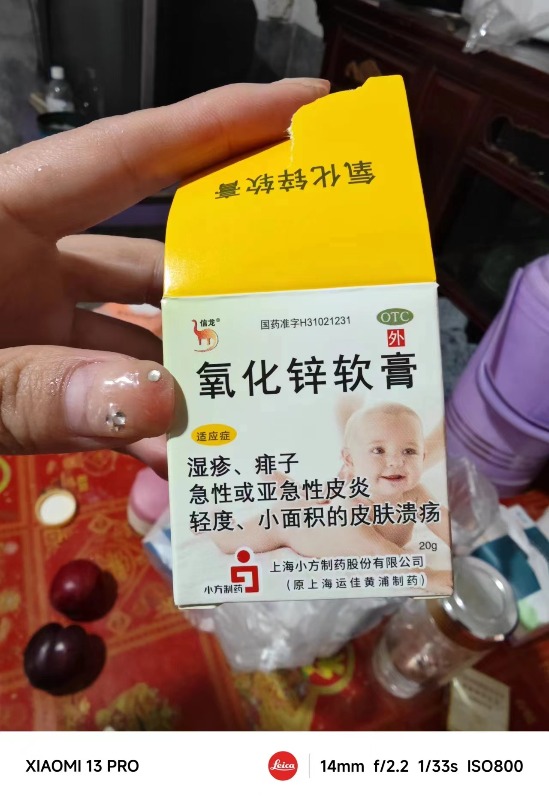 氧化锌软膏
信龙®
国药准字H31021231
OTC
外
氧化锌软膏
适应症
湿疹、痱子
急性或亚急性皮炎
轻度、小面积的皮肤溃疡
20g
小方制药
上海小方制药股份有限公司
(原上海运佳黄浦制药)
XIAOMI 13 PRO
Leica
14mm f/2.2 1/33s ISO800